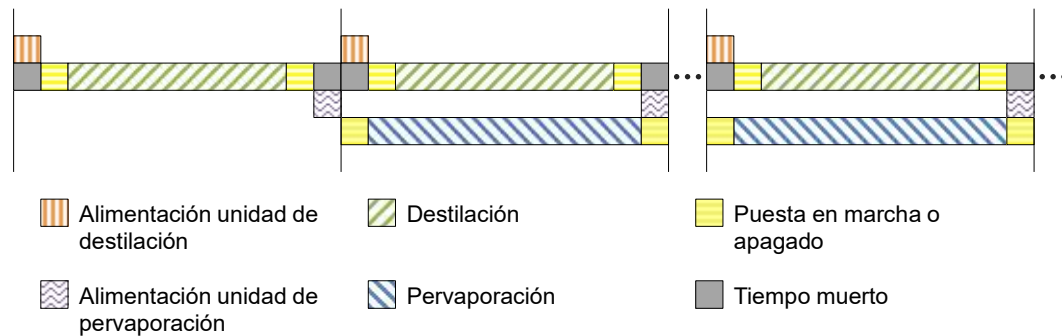 Alimentación unidad de
destilación
Destilación
Puesta en marcha o
apagado
Alimentación unidad de
pervaporación
Pervaporación
Tiempo muerto